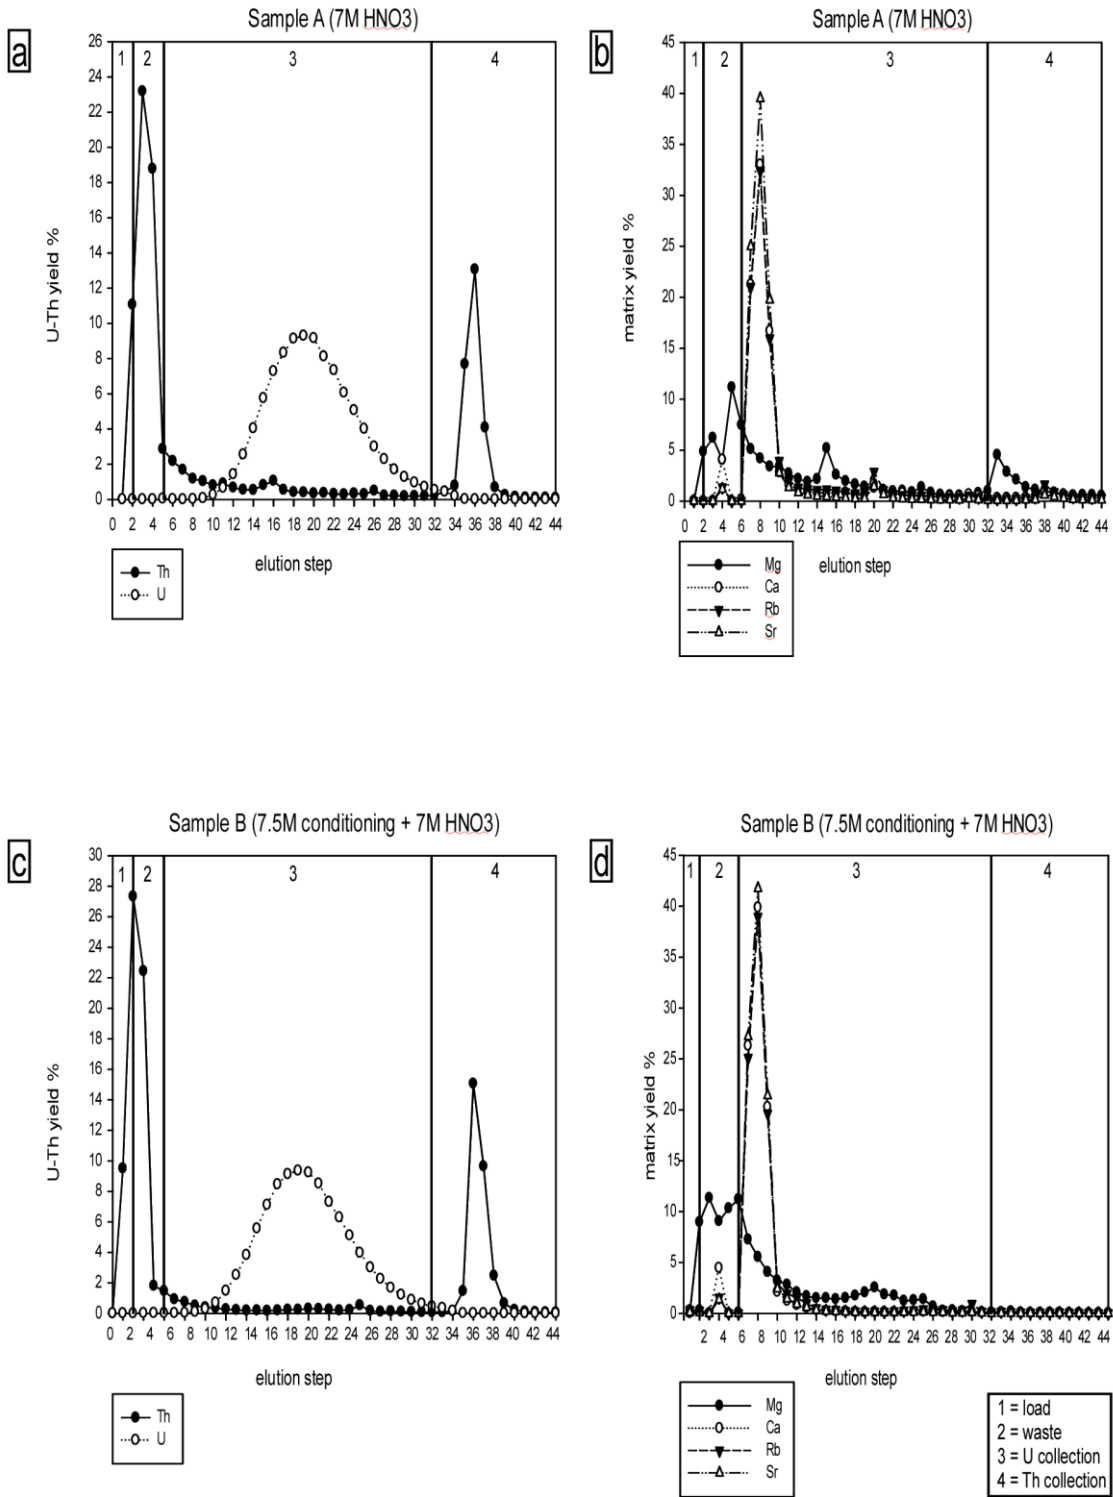 Sample A (7M HNO3)
a
26
24
22
20
18
16
14
12
10
8
6
4
2
0
1 2 3 4
U-Th yield %
0 2 4 6 8 10 12 14 16 18 20 22 24 26 28 30 32 34 36 38 40 42 44
elution step
Th
U
Sample A (7M HNO3)
b
45
40
35
30
25
20
15
10
5
0
1 2 3 4
matrix yield %
0 2 4 6 8 10 12 14 16 18 20 22 24 26 28 30 32 34 36 38 40 42 44
elution step
Mg
Ca
Rb
Sr
Sample B (7.5M conditioning + 7M HNO3)
c
30
28
26
24
22
20
18
16
14
12
10
8
6
4
2
0
1 2 3 4
U-Th yield %
0 2 4 6 8 10 12 14 16 18 20 22 24 26 28 30 32 34 36 38 40 42 44
elution step
Th
U
Sample B (7.5M conditioning + 7M HNO3)
d
45
40
35
30
25
20
15
10
5
0
1 2 3 4
matrix yield %
2 4 6 8 10 12 14 16 18 20 22 24 26 28 30 32 34 36 38 40 42 44
elution step
Mg
Ca
Rb
Sr
1 = load
2 = waste
3 = U collection
4 = Th collection